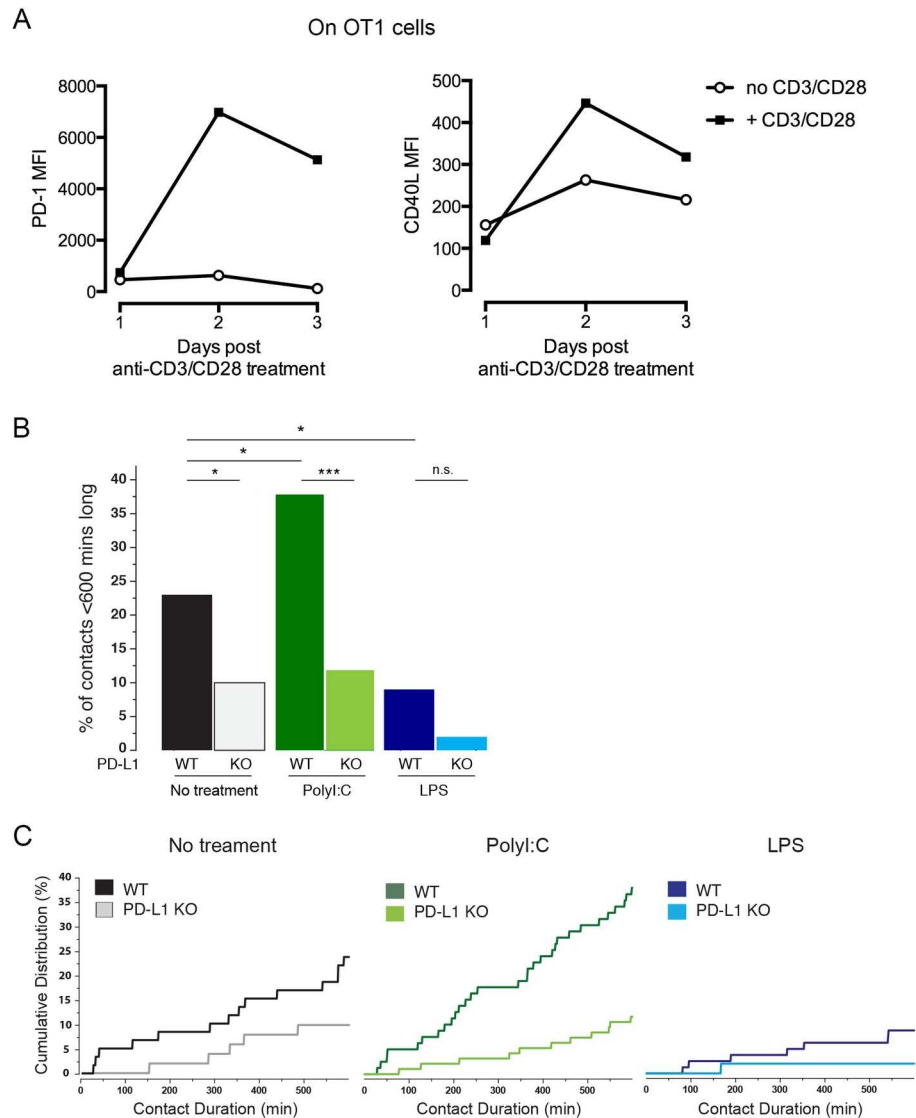 A
On OT1 cells
8000
6000
4000
2000
0
PD-1 MFI
1 2 3
Days post
anti-CD3/CD28 treatment
500
400
300
200
100
0
CD40L MFI
1 2 3
Days post
anti-CD3/CD28 treatment
no CD3/CD28
+ CD3/CD28
B
*
*
*
***
n.s.
% of contacts <600 mins long
40
35
30
25
20
15
10
5
0
PD-L1 WT KO WT KO WT KO
No treatment PolyI:C LPS
C
No treament
PolyI:C
LPS
Cumulative Distribution (%)
40
35
30
25
20
15
10
5
0
WT
PD-L1 KO
0 100 200 300 400 500
Contact Duration (min)
WT
PD-L1 KO
0 100 200 300 400 500
Contact Duration (min)
WT
PD-L1 KO
0 100 200 300 400 500
Contact Duration (min)